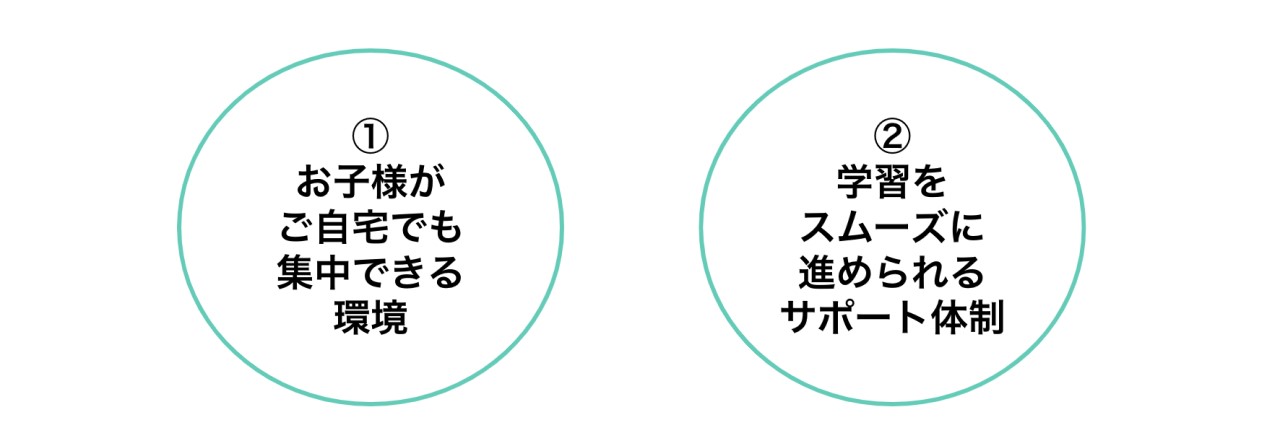 ①
お子様が
ご自宅でも
集中できる
環境
②
学習を
スムーズに
進められる
サポート体制